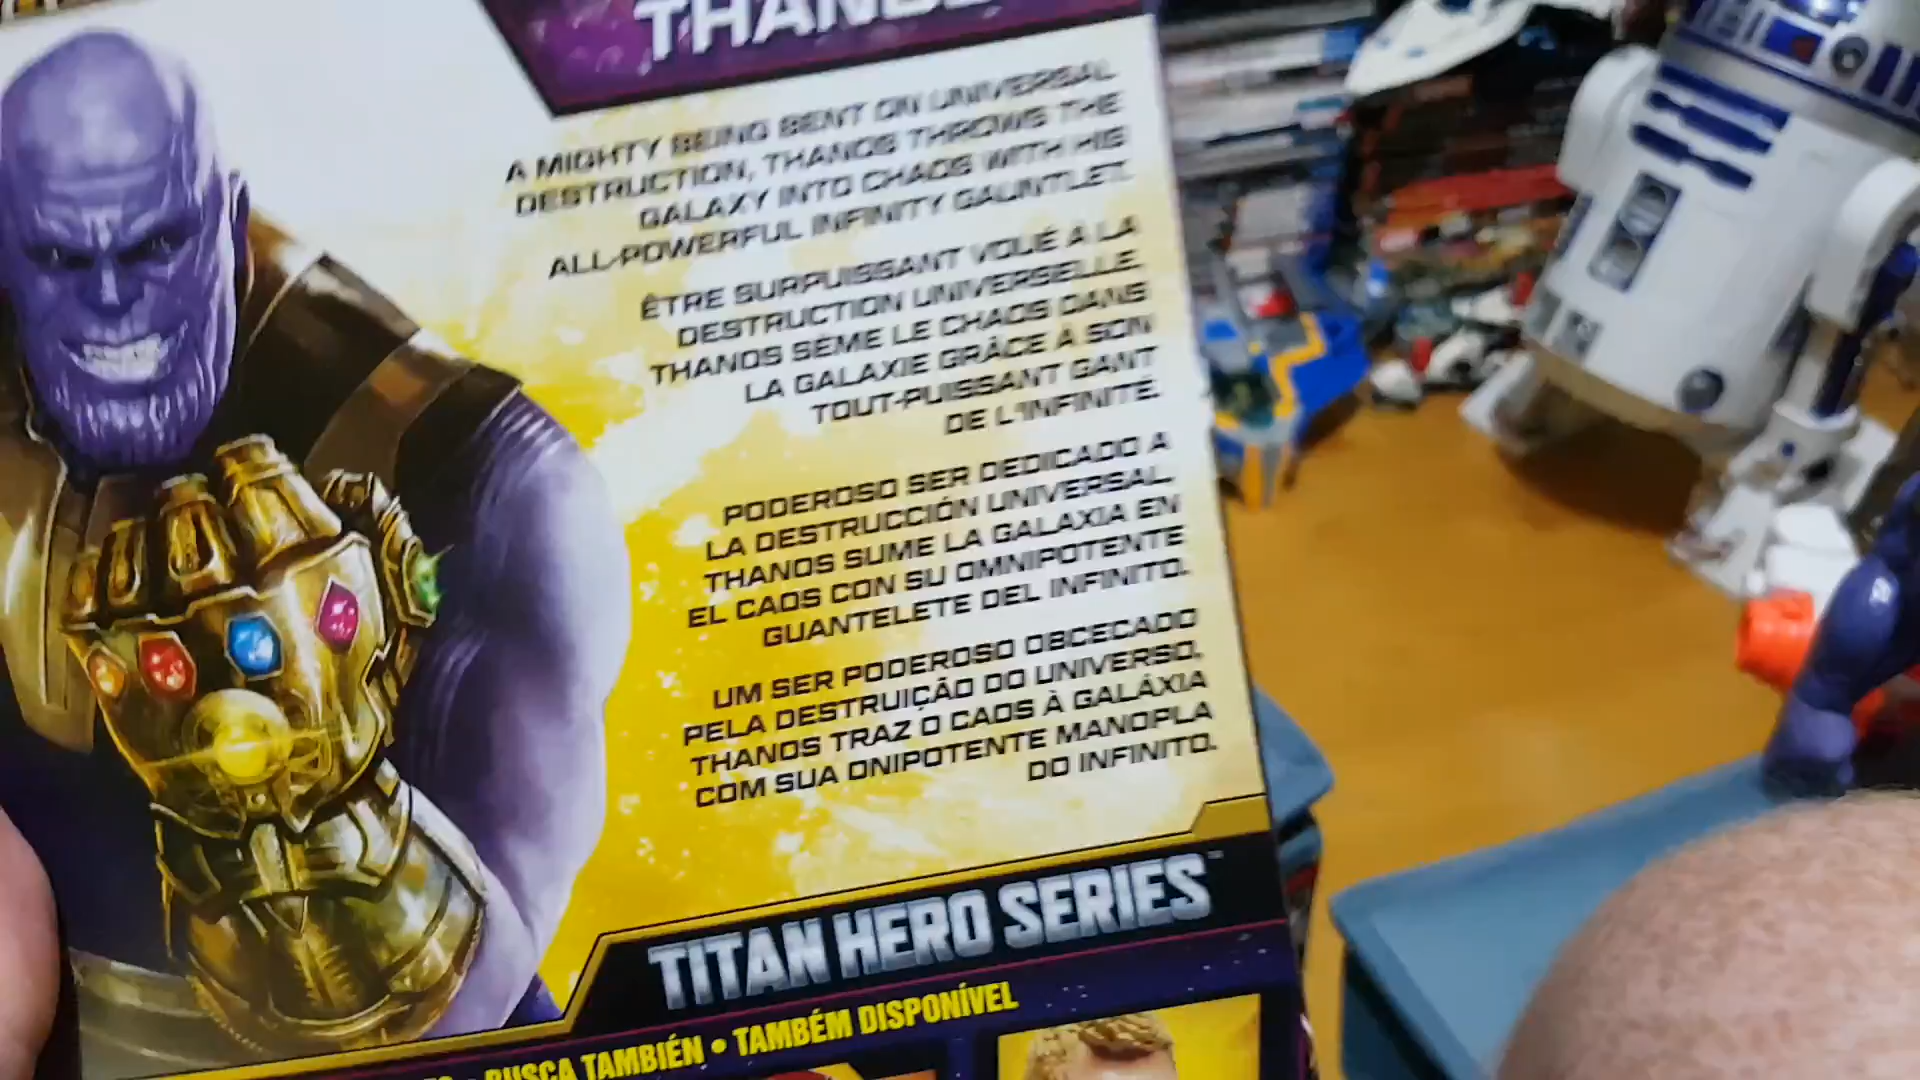 THANOS
A MIGHTY BEING BENT ON UNIVERSAL
DESTRUCTION, THANOS THROWS THE
GALAXY INTO CHAOS WITH HIS
ALL-POWERFUL INFINITY GAUNTLET.
ÊTRE SURPUISSANT VOUÉ À LA
DESTRUCTION UNIVERSELLE,
THANOS SÈME LE CHAOS DANS
LA GALAXIE GRÂCE À SON
TOUT-PUISSANT GANT
DE L'INFINITÉ.
PODEROSO SER DEDICADO A
LA DESTRUCCIÓN UNIVERSAL,
THANOS SUME LA GALAXIA EN
EL CAOS CON SU OMNIPOTENTE
GUANTELETE DEL INFINITO.
UM SER PODEROSO OBCECADO
PELA DESTRUIÇÃO DO UNIVERSO,
THANOS TRAZ O CAOS À GALÁXIA
COM SUA ONIPOTENTE MANOPLA
DO INFINITO.
TITAN HERO SERIES™
• BUSCA TAMBIÉN • TAMBÉM DISPONÍVEL